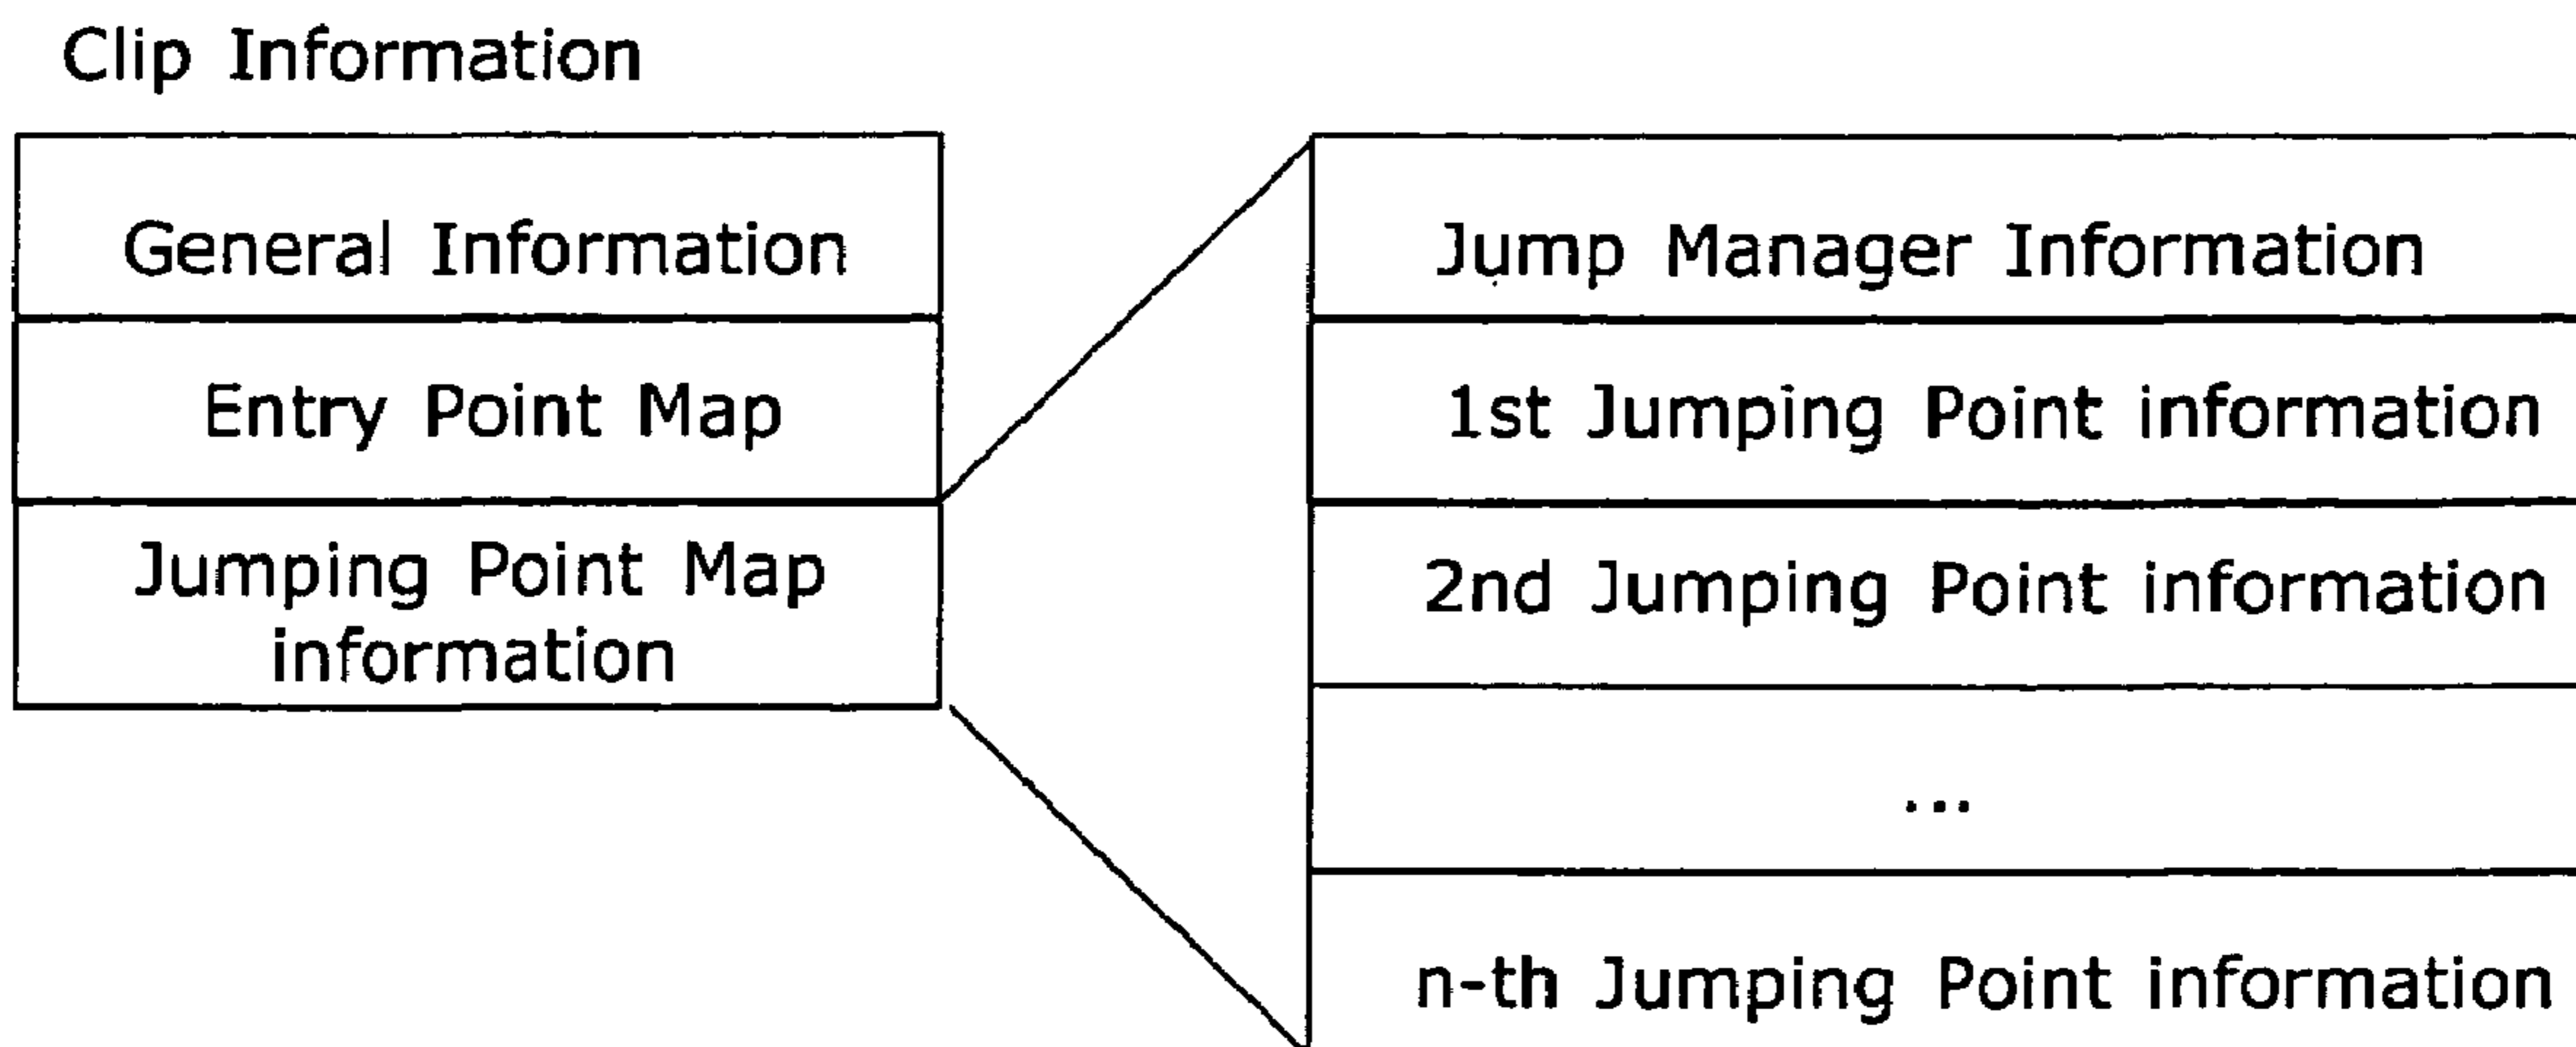 Clip Information
General Information
Entry Point Map
Jumping Point Map
information
Jump Manager Information
1st Jumping Point information
2nd Jumping Point information
...
n-th Jumping Point information